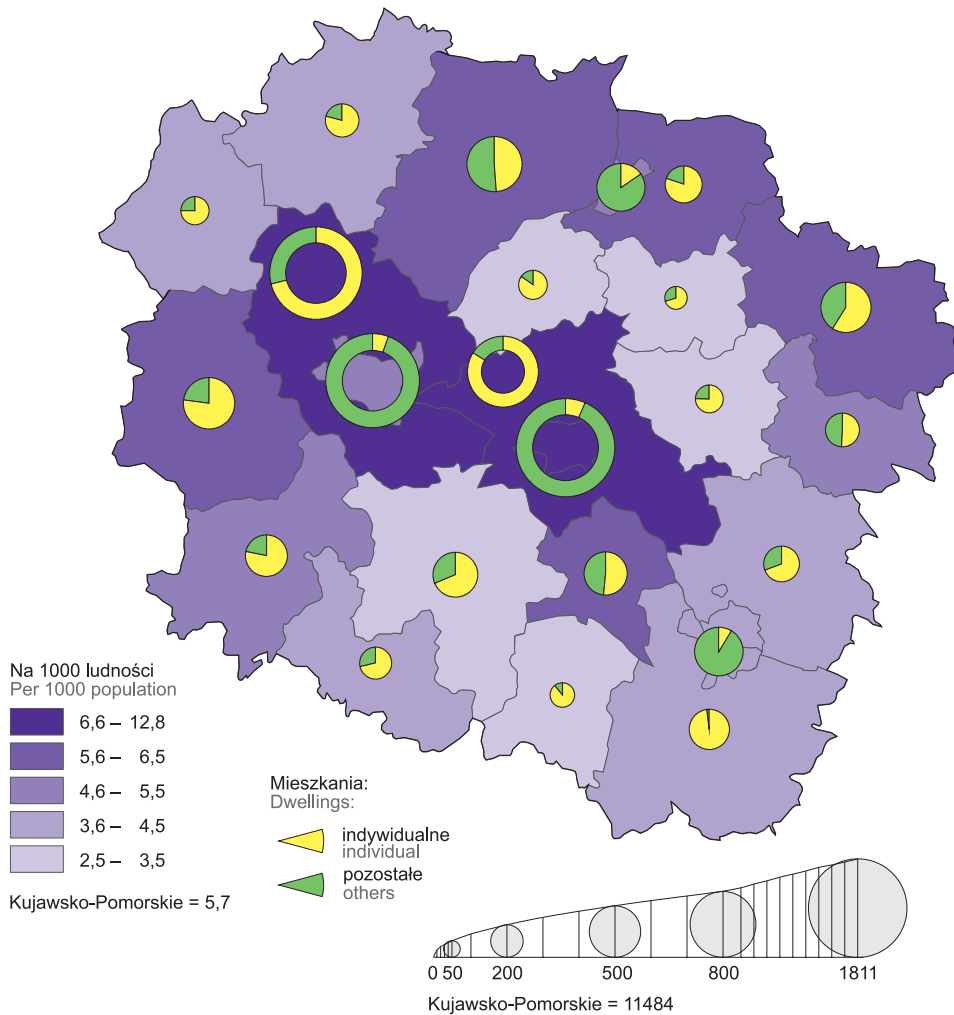 Na 1000 ludności
Per 1000 population
6,6 – 12,8
5,6 – 6,5
4,6 – 5,5
3,6 – 4,5
2,5 – 3,5
Kujawsko-Pomorskie = 5,7
Mieszkania:
Dwellings:
indywidualne
individual
pozostałe
others
0 50 200 500 800 1811
Kujawsko-Pomorskie = 11484